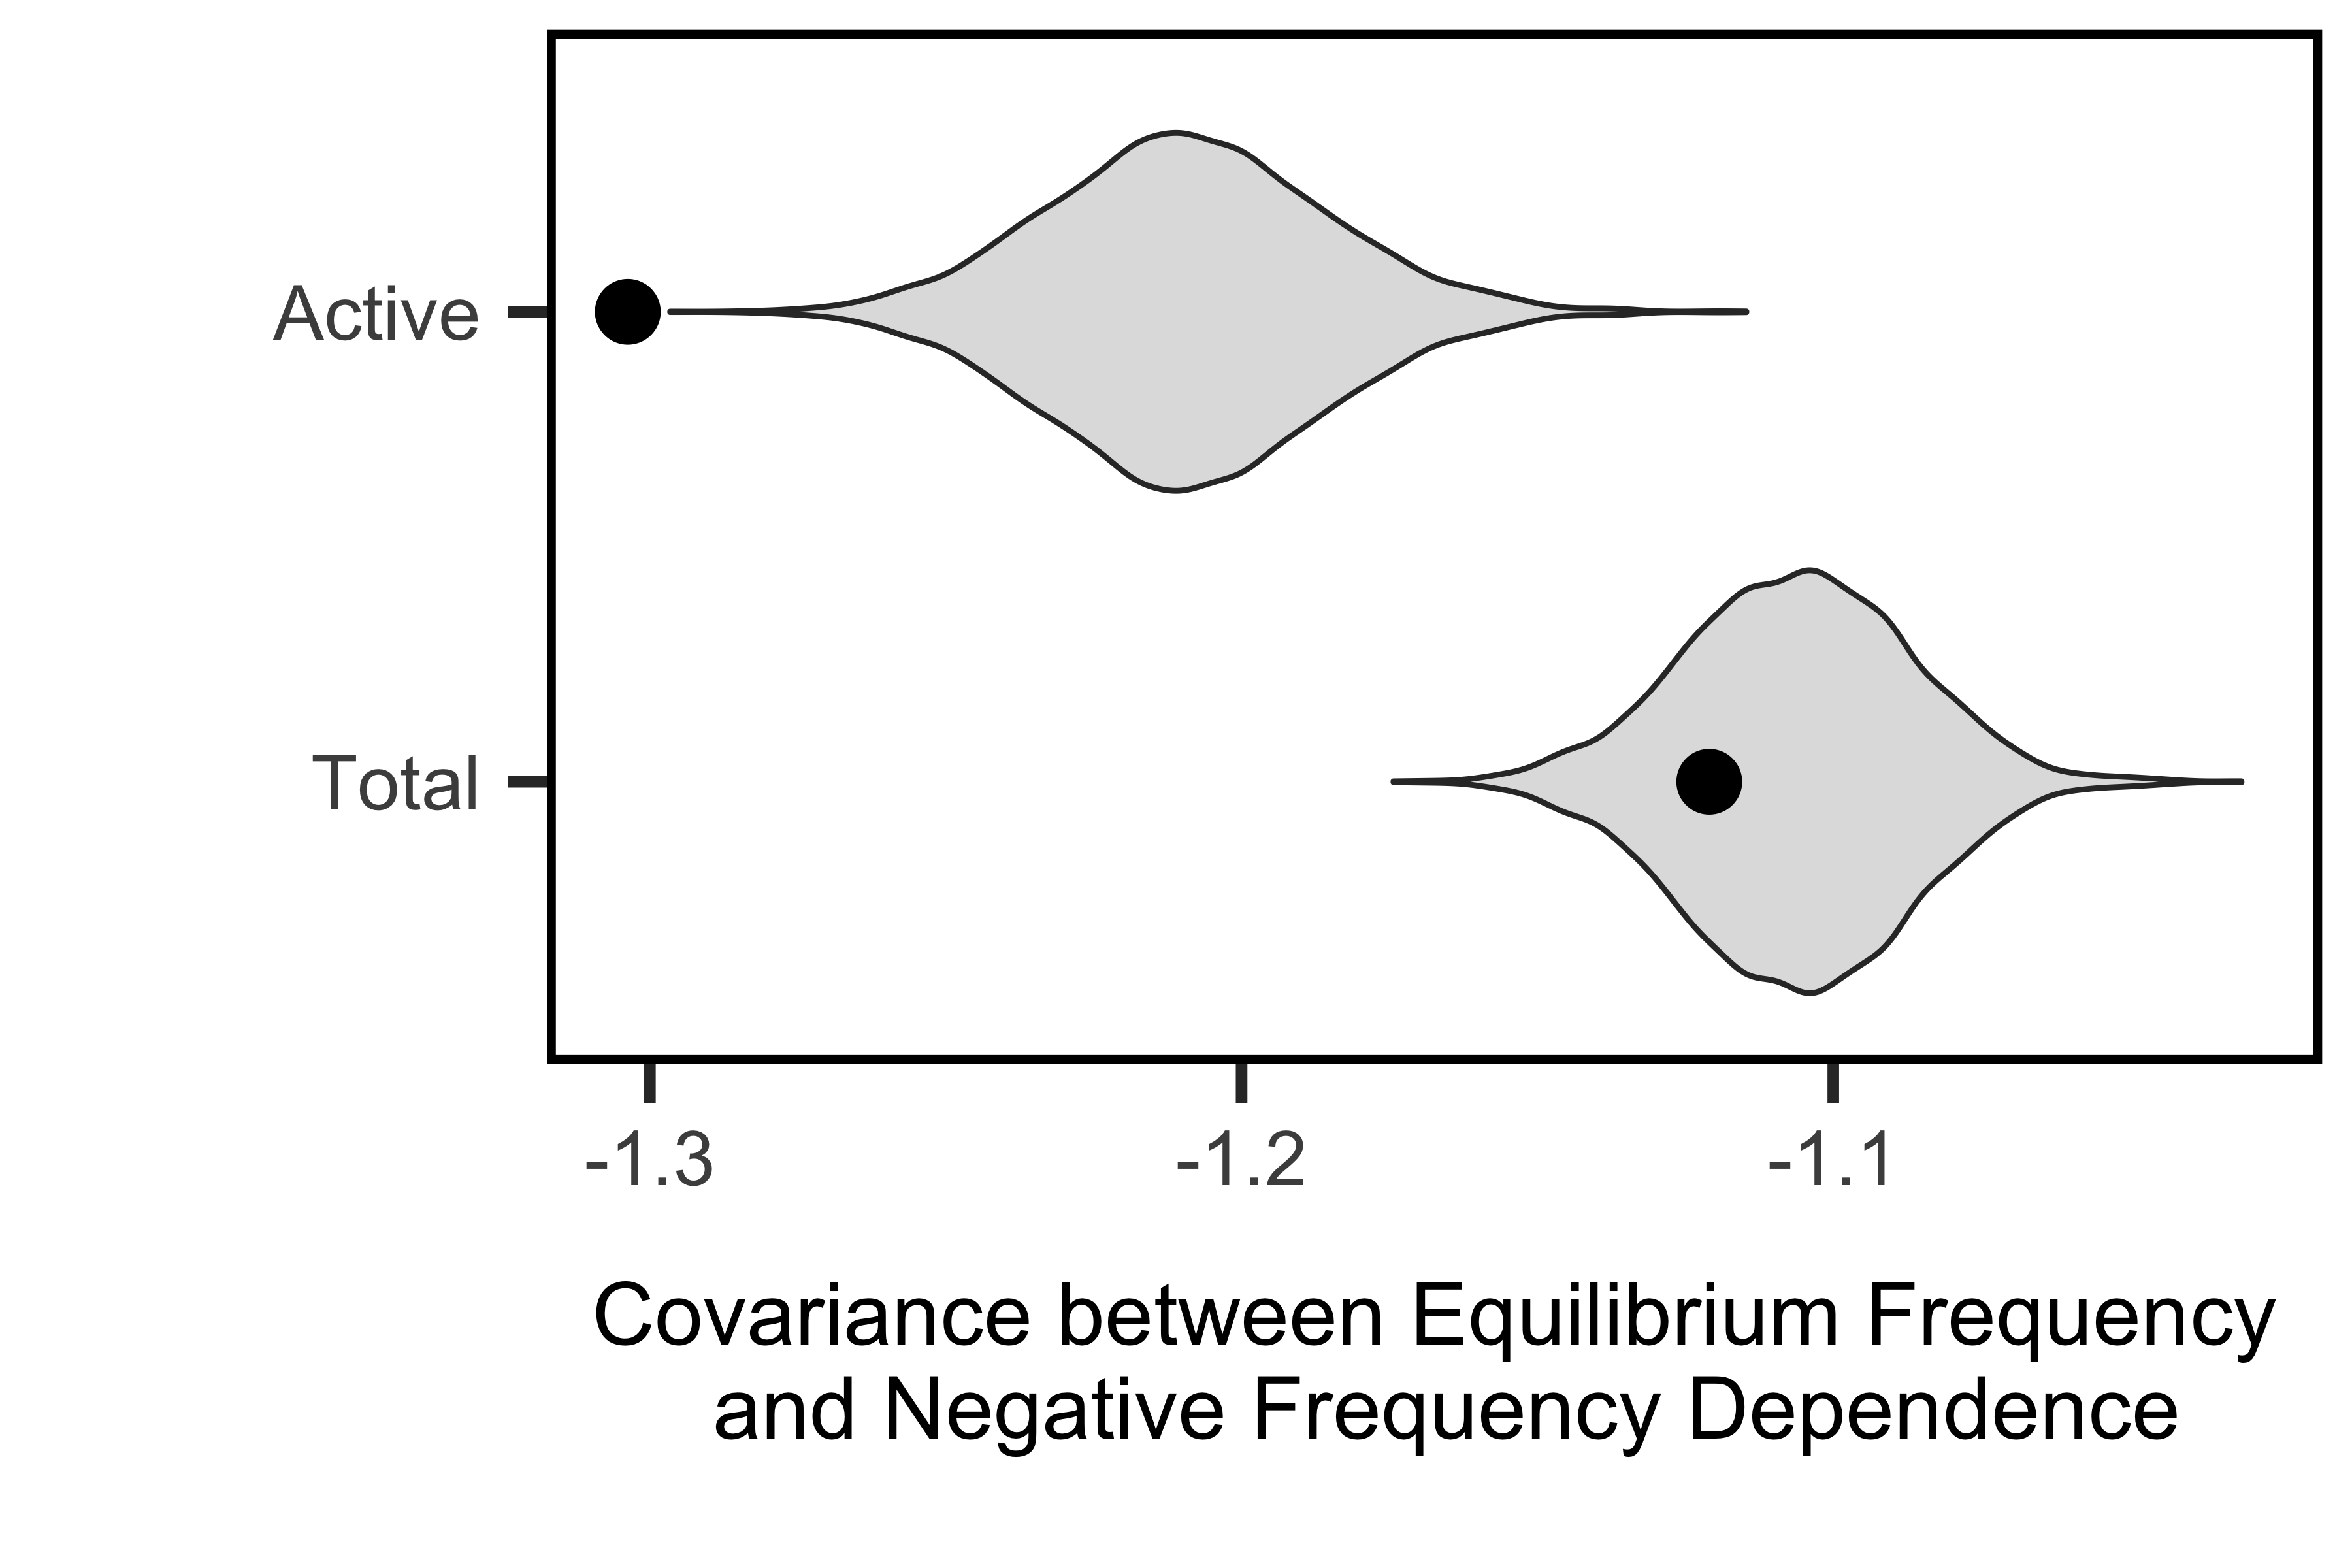 Active
Total
-1.3
-1.2
-1.1
Covariance between Equilibrium Frequency
and Negative Frequency Dependence